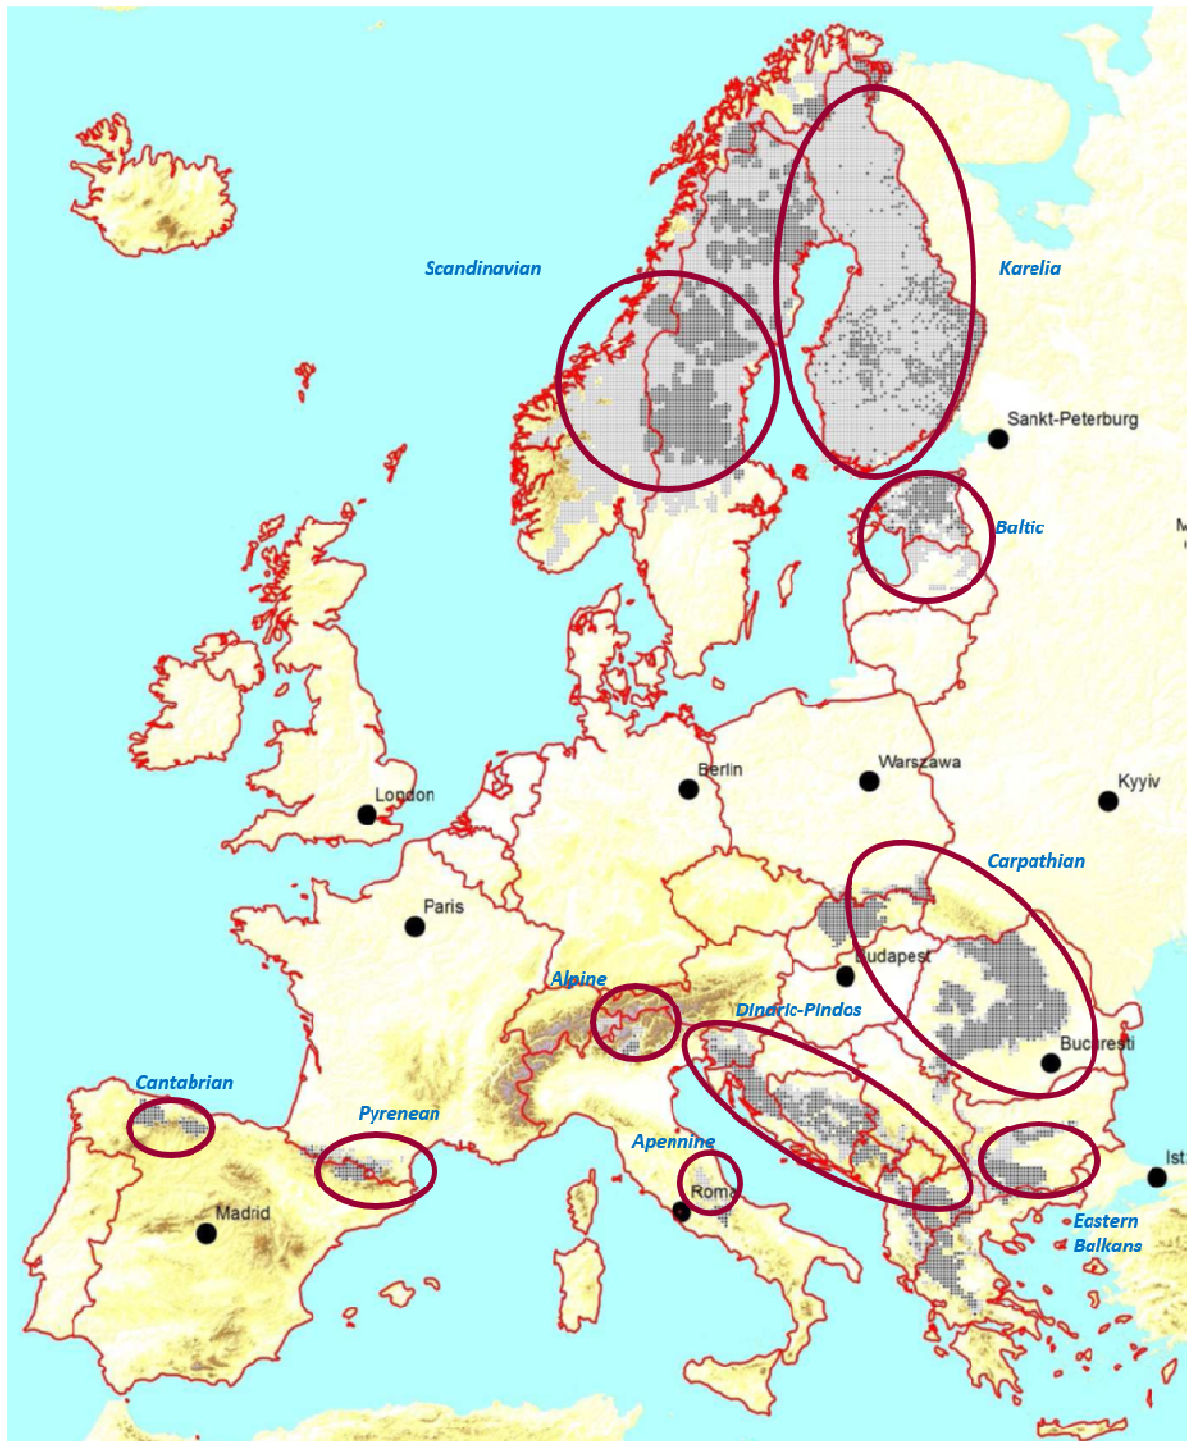 Scandinavian
Karelia
Sankt-Peterburg
Baltic
Berlin
Warszawa
Kyyiv
London
Carpathian
Paris
Budapest
Alpine
Dinaric-Pindos
Bucuresti
Cantabrian
Pyrenean
Apennine
Ist
Roma
Madrid
Eastern
Balkans